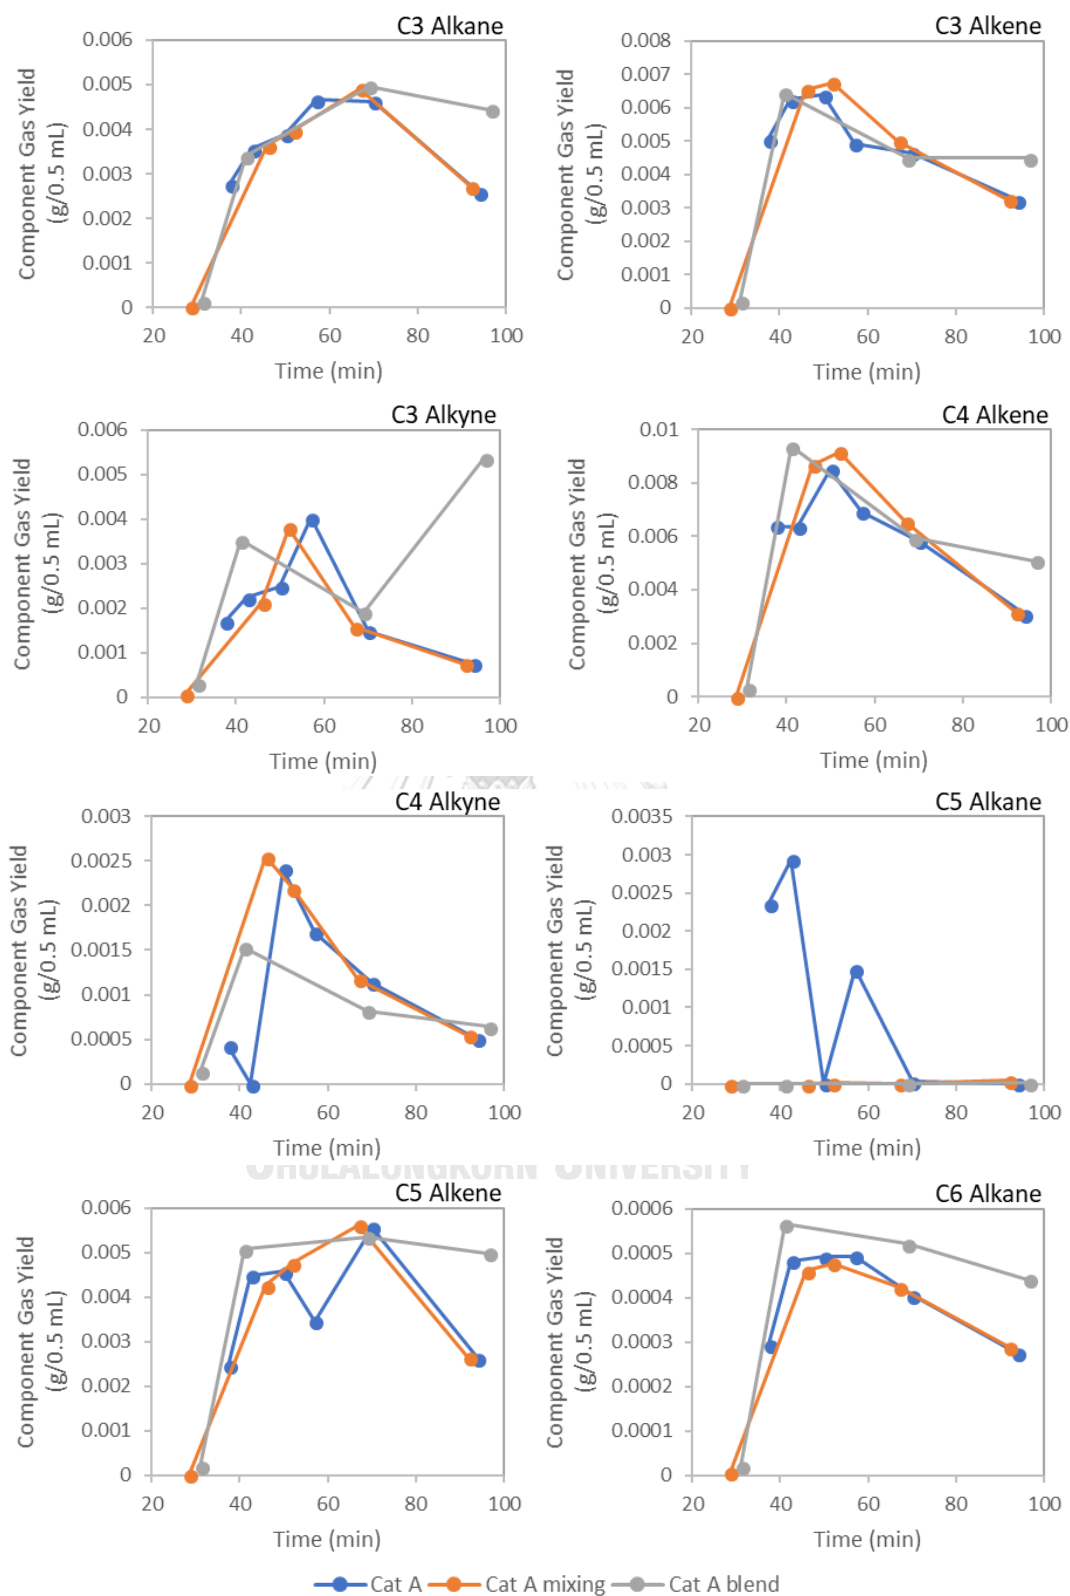 C3 Alkane
Component Gas Yield
(g/0.5 mL)
0.006
0.005
0.004
0.003
0.002
0.001
0
20 40 60 80 100
Time (min)
C3 Alkene
Component Gas Yield
(g/0.5 mL)
0.008
0.007
0.006
0.005
0.004
0.003
0.002
0.001
0
20 40 60 80 100
Time (min)
C3 Alkyne
Component Gas Yield
(g/0.5 mL)
0.006
0.005
0.004
0.003
0.002
0.001
0
20 40 60 80 100
Time (min)
C4 Alkene
Component Gas Yield
(g/0.5 mL)
0.01
0.008
0.006
0.004
0.002
0
20 40 60 80 100
Time (min)
C4 Alkyne
Component Gas Yield
(g/0.5 mL)
0.003
0.0025
0.002
0.0015
0.001
0.0005
0
20 40 60 80 100
Time (min)
C5 Alkane
Component Gas Yield
(g/0.5 mL)
0.0035
0.003
0.0025
0.002
0.0015
0.001
0.0005
0
20 40 60 80 100
Time (min)
CHULALONGKORN UNIVERSITY
C5 Alkene
Component Gas Yield
(g/0.5 mL)
0.006
0.005
0.004
0.003
0.002
0.001
0
20 40 60 80 100
Time (min)
C6 Alkane
Component Gas Yield
(g/0.5 mL)
0.0006
0.0005
0.0004
0.0003
0.0002
0.0001
0
20 40 60 80 100
Time (min)
Cat A Cat A mixing Cat A blend